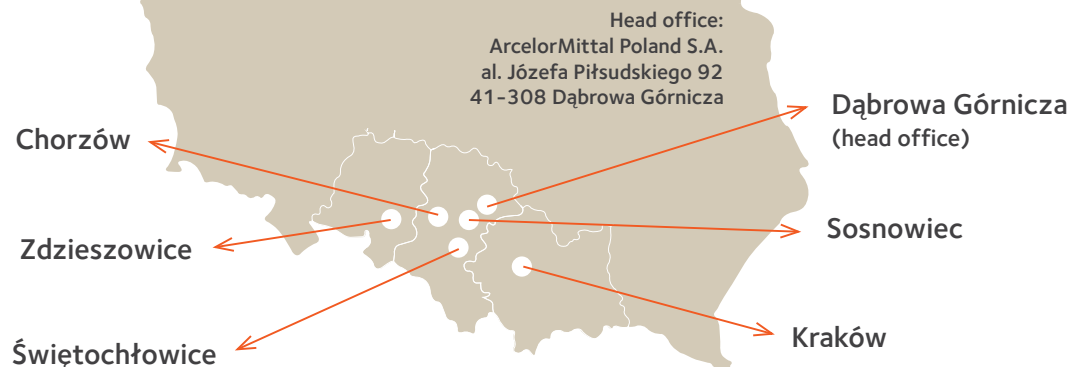 Head office:
ArcelorMittal Poland S.A.
al. Józefa Piłsudskiego 92
41-308 Dąbrowa Górnicza
Dąbrowa Górnicza
(head office)
Chorzów
Sosnowiec
Zdzieszowice
Kraków
Świętochłowice